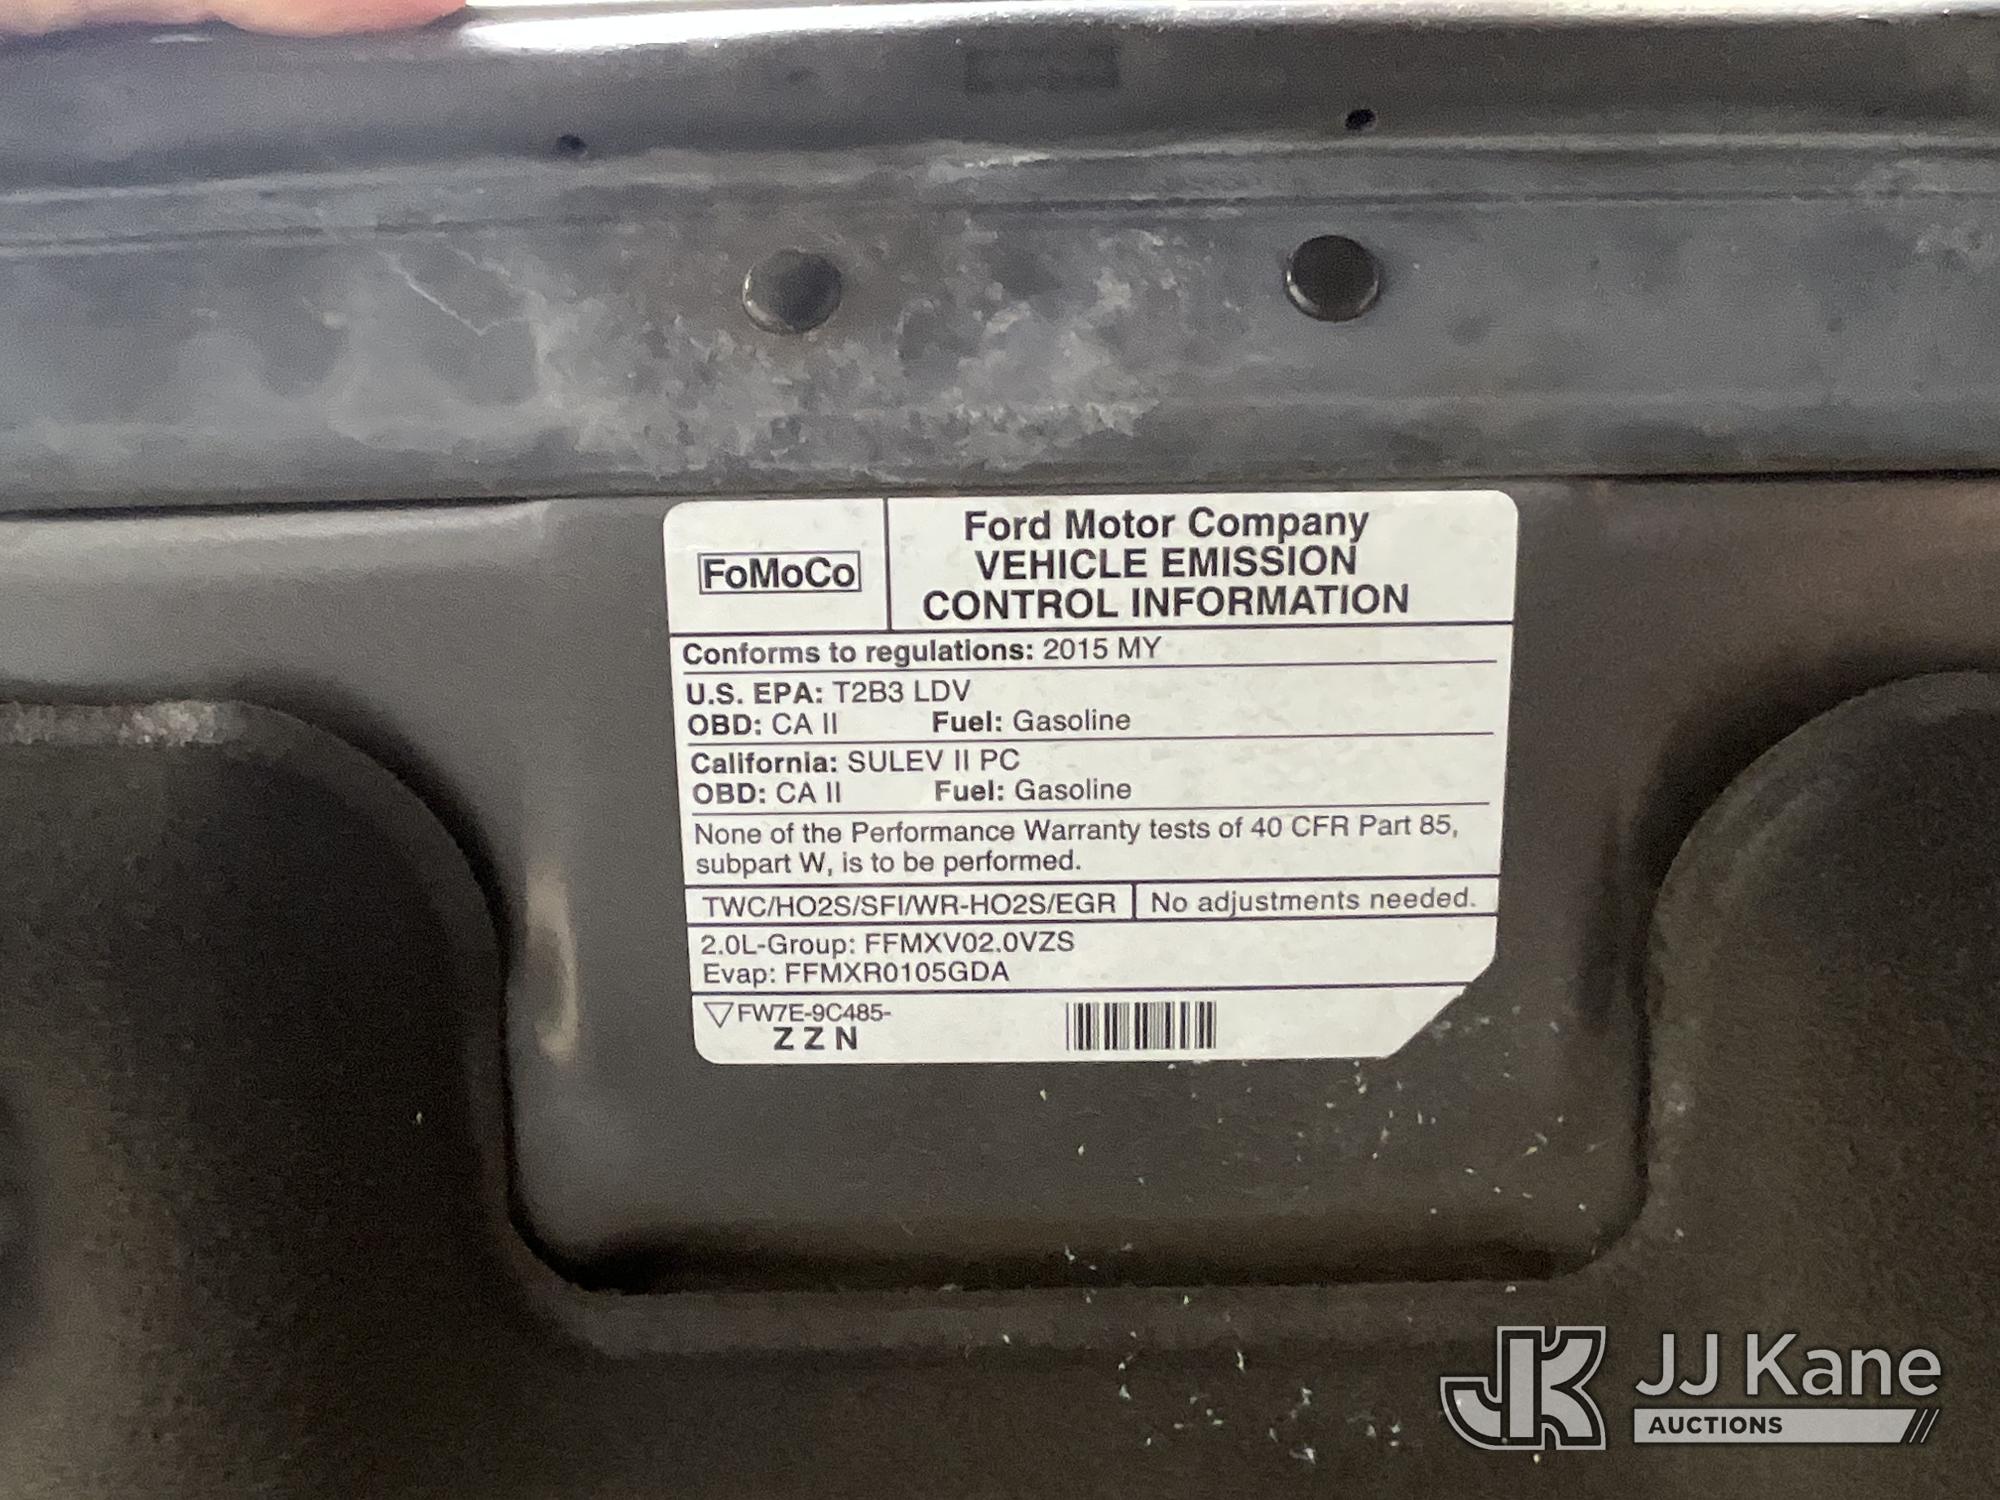 FoMoCo
Ford Motor Company
VEHICLE EMISSION
CONTROL INFORMATION
Conforms to regulations: 2015 MY
U.S. EPA: T2B3 LDV
OBD: CA II Fuel: Gasoline
California: SULEV II PC
OBD: CA II Fuel: Gasoline
None of the Performance Warranty tests of 40 CFR Part 85,
subpart W, is to be performed.
TWC/HO2S/SFI/WR-HO2S/EGR No adjustments needed.
2.0L-Group: FFMXV02.0VZS
Evap: FFMXR0105GDA
FW7E-9C485-
Z Z N
JK JJ Kane
AUCTIONS